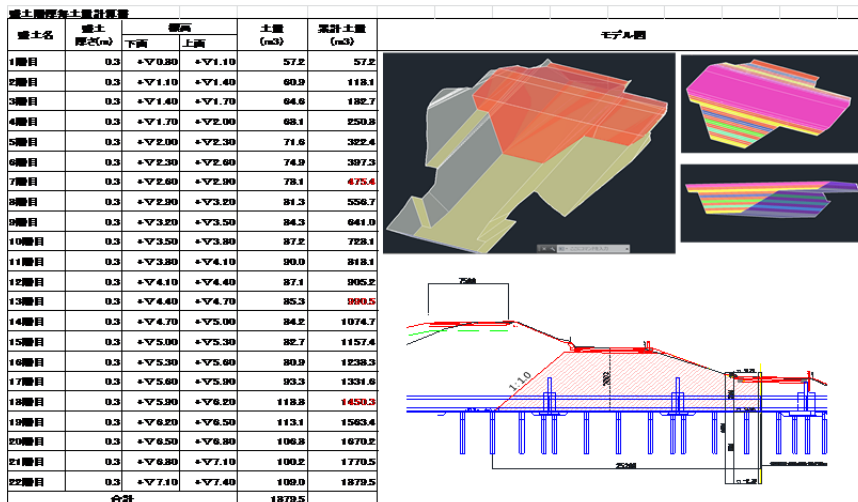 盛土層厚毎土量計算書
盛土名 盛土厚さ(m) 標高 下面 上面 土量(m3) 累計土量(m3) モデル図
1層目 0.3 +▽0.80 +▽1.10 57.2 57.2
2層目 0.3 +▽1.10 +▽1.40 60.9 118.1
3層目 0.3 +▽1.40 +▽1.70 64.6 182.7
4層目 0.3 +▽1.70 +▽2.00 68.1 250.8
5層目 0.3 +▽2.00 +▽2.30 71.6 322.4
6層目 0.3 +▽2.30 +▽2.60 74.9 397.3
7層目 0.3 +▽2.60 +▽2.90 78.1 475.4
8層目 0.3 +▽2.90 +▽3.20 81.3 556.7
9層目 0.3 +▽3.20 +▽3.50 84.3 641.0
10層目 0.3 +▽3.50 +▽3.80 87.2 728.1
11層目 0.3 +▽3.80 +▽4.10 90.0 818.1
12層目 0.3 +▽4.10 +▽4.40 87.1 905.2
13層目 0.3 +▽4.40 +▽4.70 85.3 990.5
14層目 0.3 +▽4.70 +▽5.00 84.2 1074.7
15層目 0.3 +▽5.00 +▽5.30 82.7 1157.4
16層目 0.3 +▽5.30 +▽5.60 80.9 1238.3
17層目 0.3 +▽5.60 +▽5.90 93.3 1331.6
18層目 0.3 +▽5.90 +▽6.20 118.8 1450.3
19層目 0.3 +▽6.20 +▽6.50 113.1 1563.4
20層目 0.3 +▽6.50 +▽6.80 106.8 1670.2
21層目 0.3 +▽6.80 +▽7.10 100.2 1770.5
22層目 0.3 +▽7.10 +▽7.40 109.0 1879.5
合計 1879.5
7500
1:1.0
25200